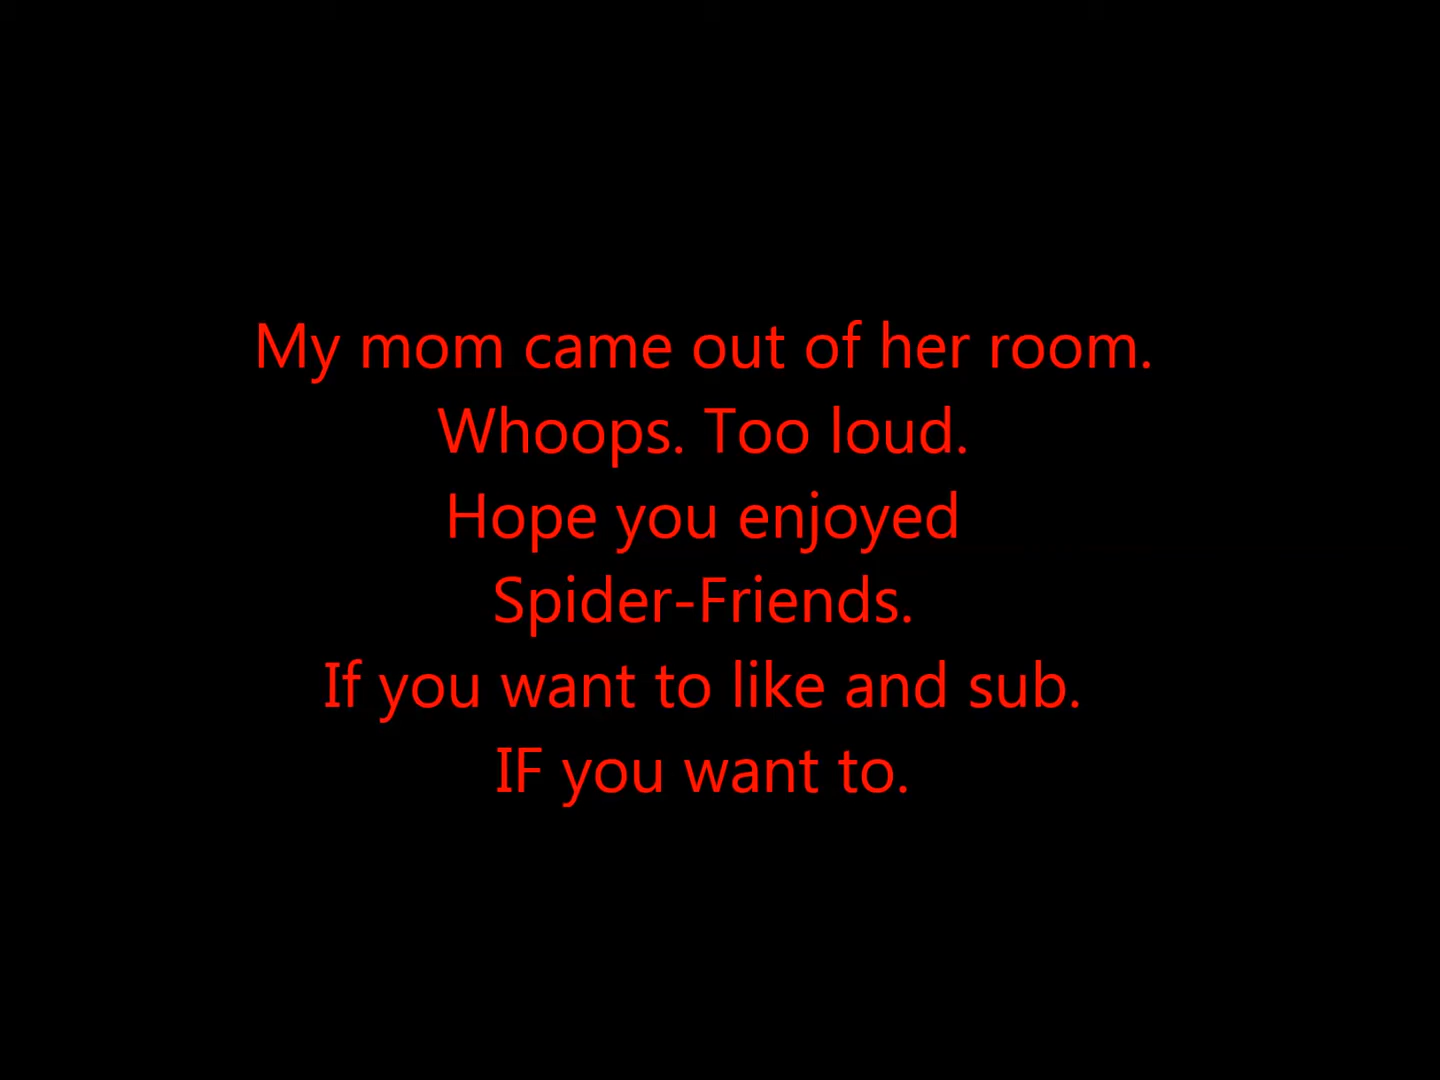 My mom came out of her room.
Whoops. Too loud.
Hope you enjoyed
Spider-Friends.
If you want to like and sub.
IF you want to.